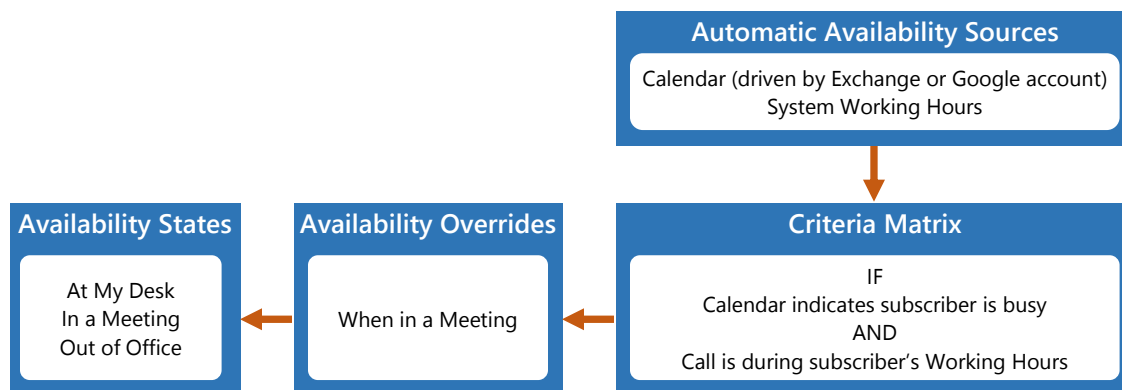 Automatic Availability Sources
Calendar (driven by Exchange or Google account)
System Working Hours
Availability States
At My Desk
In a Meeting
Out of Office
Availability Overrides
When in a Meeting
Criteria Matrix
IF
Calendar indicates subscriber is busy
AND
Call is during subscriber’s Working Hours